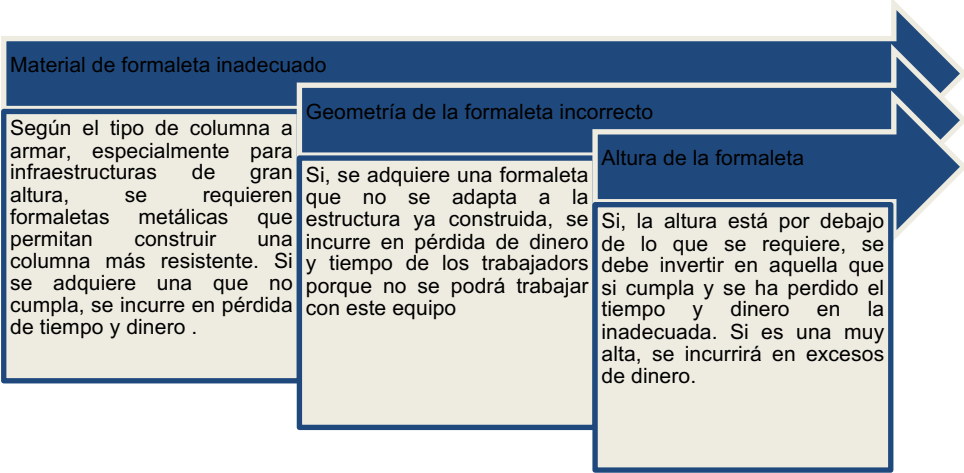 Material de formaleta inadecuado
Según el tipo de columna a
armar, especialmente para
infraestructuras de gran
altura, se requieren
formaletas metálicas que
permitan construir una
columna más resistente. Si
se adquiere una que no
cumpla, se incurre en pérdida
de tiempo y dinero .
Geometría de la formaleta incorrecto
Si, se adquiere una formaleta
que no se adapta a la
estructura ya construida, se
incurre en pérdida de dinero
y tiempo de los trabajadors
porque no se podrá trabajar
con este equipo
Altura de la formaleta
Si, la altura está por debajo
de lo que se requiere, se
debe invertir en aquella que
si cumpla y se ha perdido el
tiempo y dinero en la
inadecuada. Si es una muy
alta, se incurrirá en excesos
de dinero.